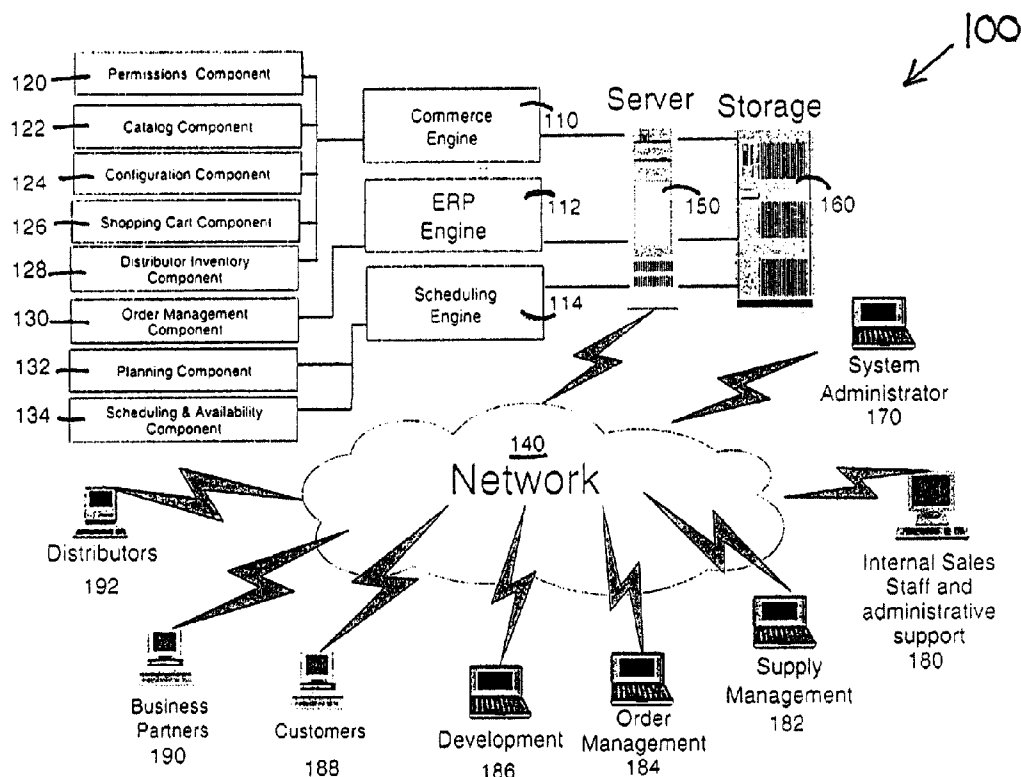 100
120
Permissions Component
122
Catalog Component
124
Configuration Component
126
Shopping Cart Component
128
Distributor Inventory
Component
130
Order Management
Component
132
Planning Component
134
Scheduling & Availability
Component
Commerce
Engine
110
ERP
Engine
112
Scheduling
Engine
114
Server
150
Storage
160
System
Administrator
170
140
Network
Distributors
192
Business
Partners
190
Customers
188
Development
186
Order
Management
184
Supply
Management
182
Internal Sales
Staff and
administrative
support
180